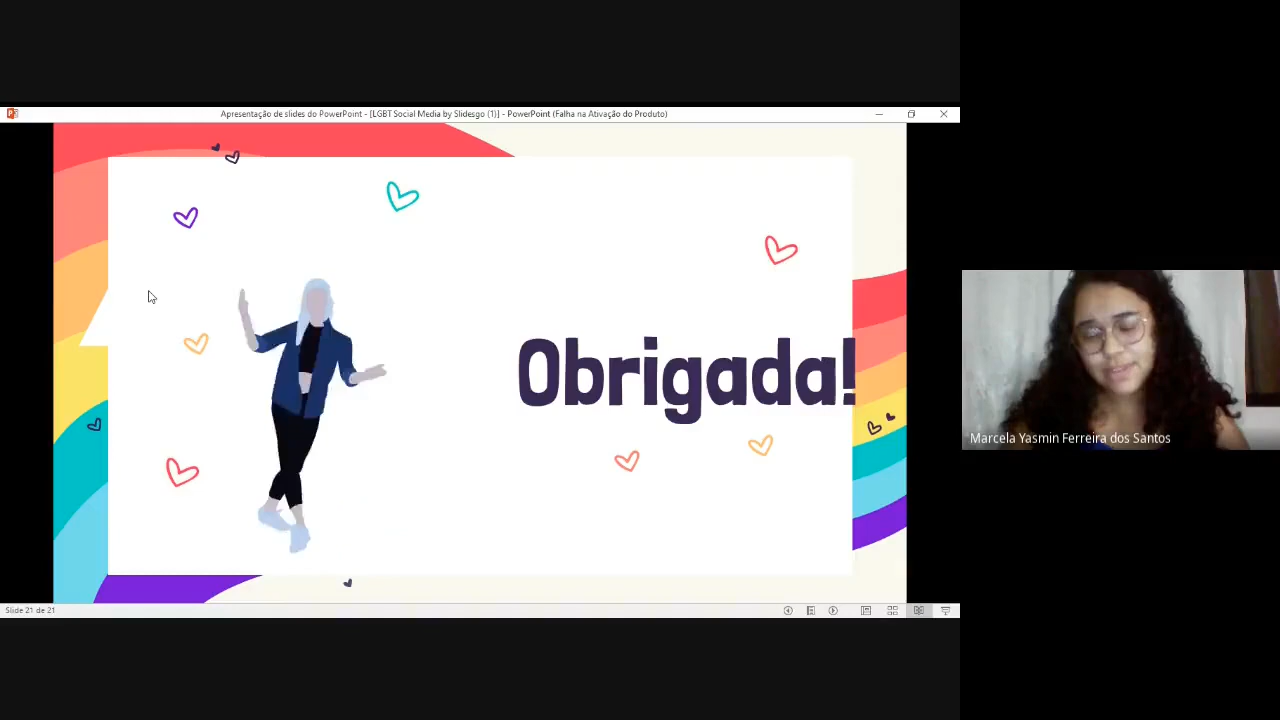 Apresentação de slides do PowerPoint - [LGBT Social Media by Slidesgo (1)] - PowerPoint (Falha na Ativação do Produto)
Obrigada!
Marcela Yasmin Ferreira dos Santos
Slide 21 de 21